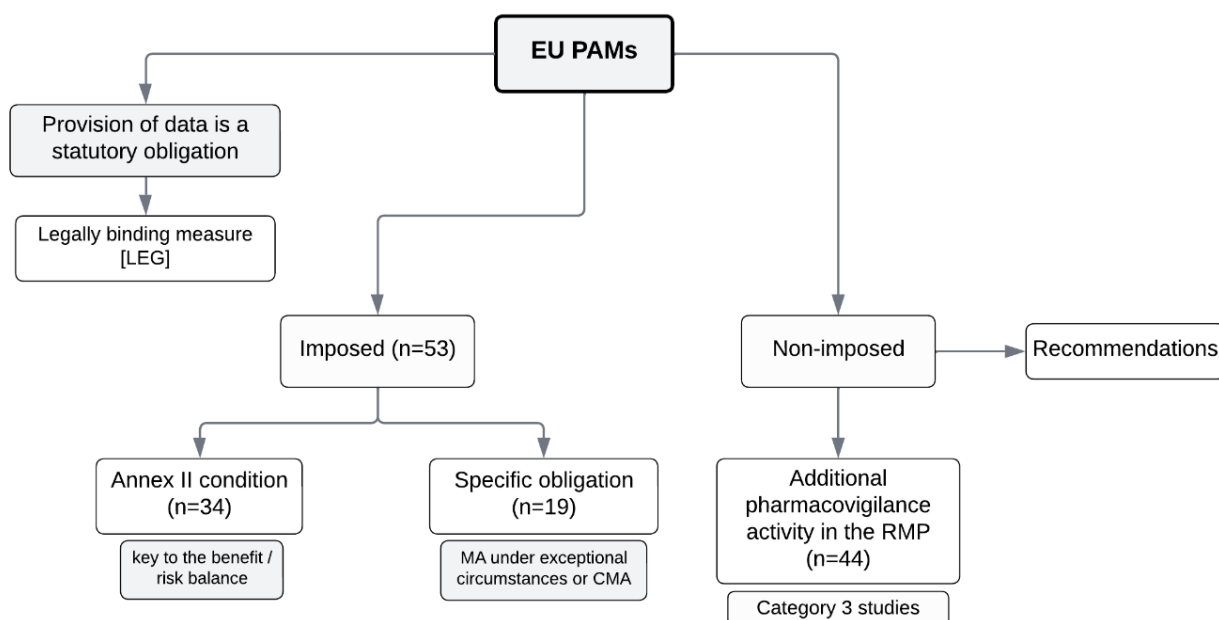 EU PAMs
Provision of data is a
statutory obligation
Legally binding measure
[LEG]
Imposed (n=53)
Non-imposed
Recommendations
Annex II condition
(n=34)
key to the benefit /
risk balance
Specific obligation
(n=19)
MA under exceptional
circumstances or CMA
Additional
pharmacovigilance
activity in the RMP
(n=44)
Category 3 studies